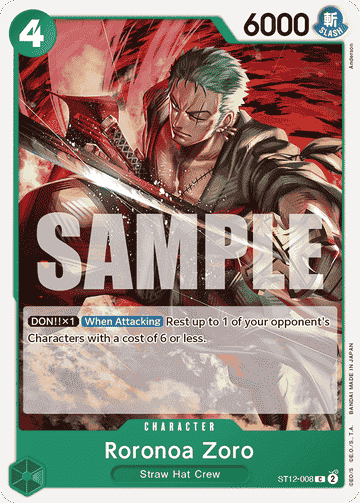 4
6000
斬
SLASH
Anderson
SAMPLE
DON!!×1 When Attacking Rest up to 1 of your opponent's
Characters with a cost of 6 or less.
CHARACTER
Roronoa Zoro
Straw Hat Crew
ST12-008 C 2
BANDAI MADE IN JAPAN